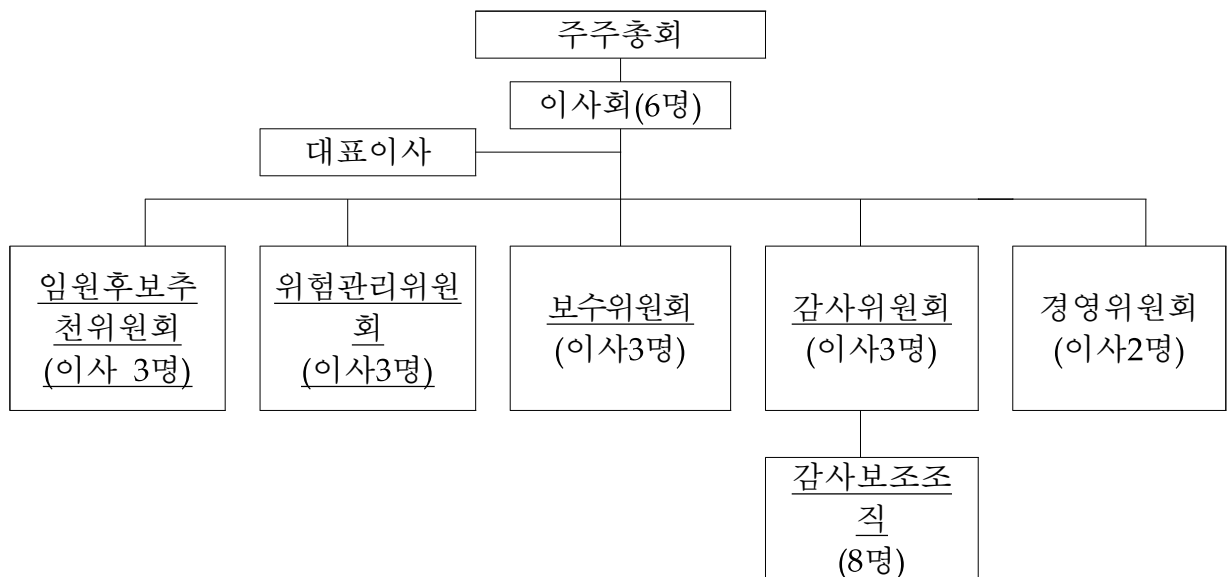 주주총회
이사회(6명)
대표이사
임원후보추
천위원회
(이사 3명)
위험관리위원
회
(이사3명)
보수위원회
(이사3명)
감사위원회
(이사3명)
경영위원회
(이사2명)
감사보조조
직
(8명)